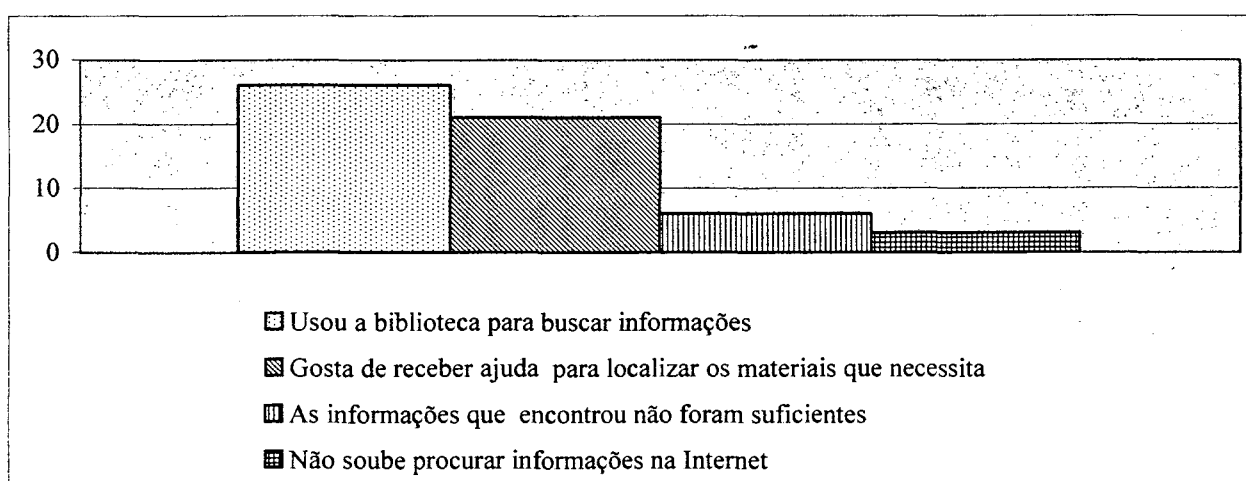 30
20
10
0
Usou a biblioteca para buscar informações
Gosta de receber ajuda para localizar os materiais que necessita
As informações que encontrou não foram suficientes
Não soube procurar informações na Internet